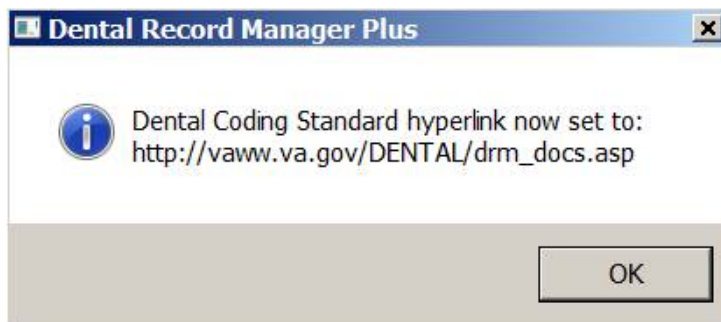 Dental Record Manager Plus
Dental Coding Standard hyperlink now set to:
http://vaww.va.gov/DENTAL/drm_docs.asp
OK